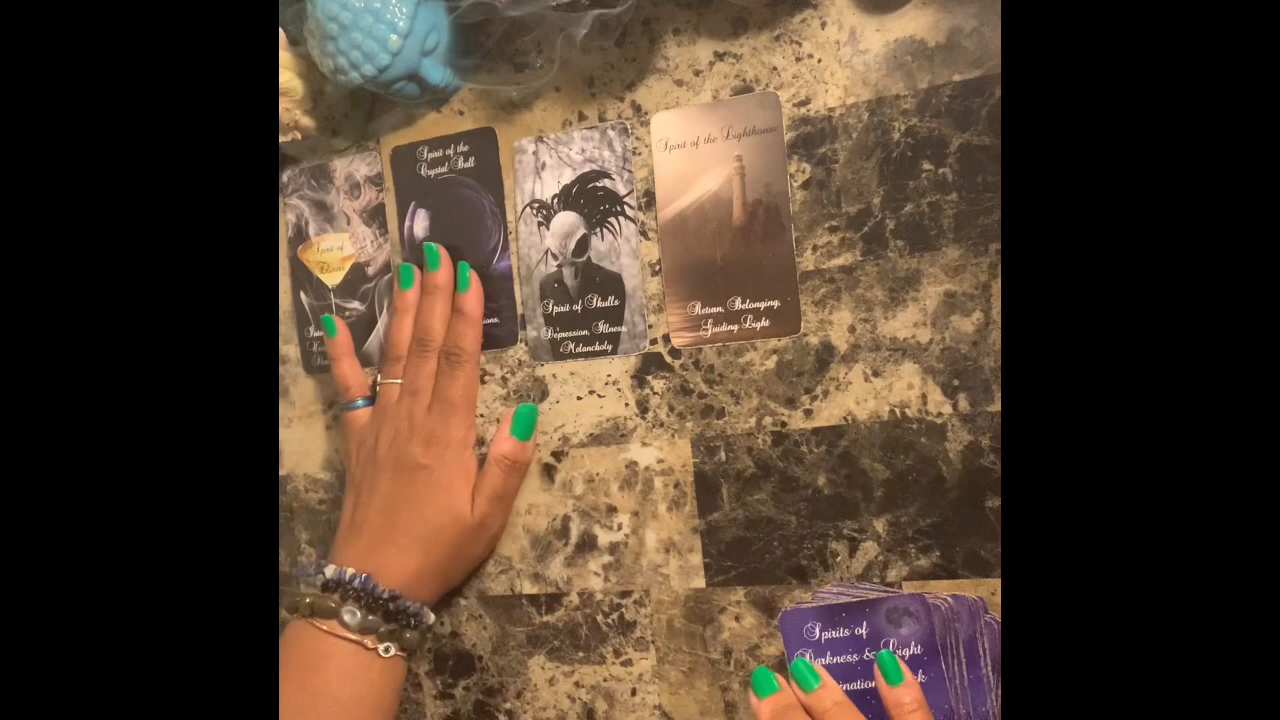 Spirit of
Elixirs
Spirit of the
Crystal Ball
Spirit of Skulls
Depression, Illness,
Melancholy
Spirit of the Lighthouse
Return, Belonging,
Guiding Light
Spirits of
Darkness & Light